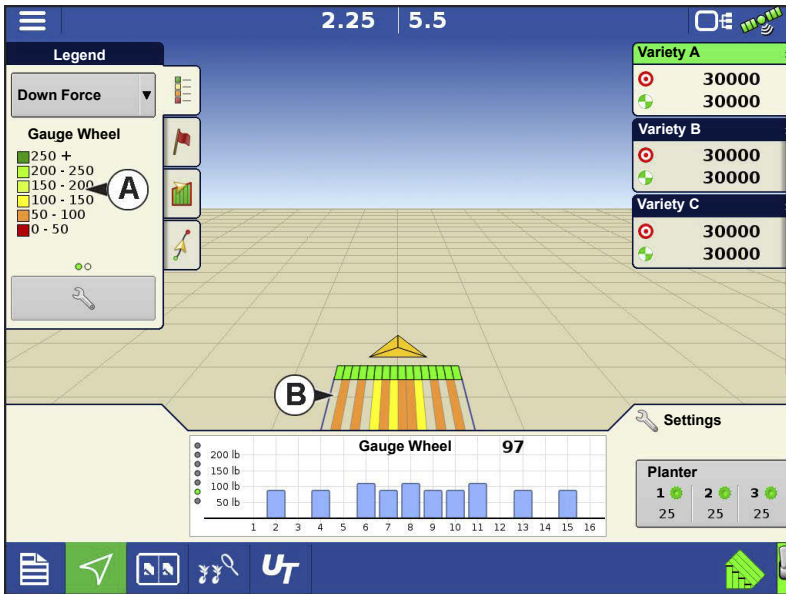 2.25 5.5
Legend
Down Force
Gauge Wheel
250 +
200 - 250
150 - 200
100 - 150
50 - 100
0 - 50
A
Variety A
30000
30000
Variety B
30000
30000
Variety C
30000
30000
B
Gauge Wheel 97
200 lb
150 lb
100 lb
50 lb
1 2 3 4 5 6 7 8 9 10 11 12 13 14 15 16
Settings
Planter
1 2 3
25 25 25
UT